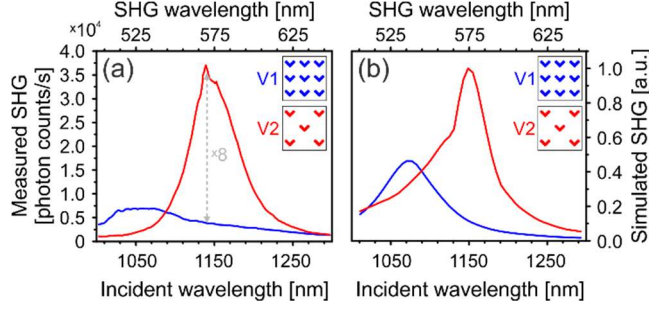 SHG wavelength [nm]
SHG wavelength [nm]
525 575 625
525 575 625
×10⁴
4.0
3.5
3.0
2.5
2.0
1.5
1.0
0.5
0
Measured SHG
[photon counts/s]
(a)
V1
V2
×8
1050 1150 1250
Incident wavelength [nm]
(b)
V1
V2
1.0
0.8
0.6
0.4
0.2
0.0
Simulated SHG [a.u.]
1050 1150 1250
Incident wavelength [nm]